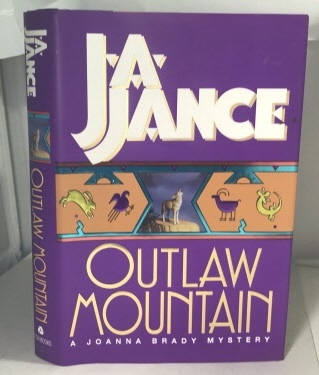 J.A.
JANCE
OUTLAW
MOUNTAIN
A JOANNA BRADY MYSTERY
J.A.
JANCE
OUTLAW MOUNTAIN